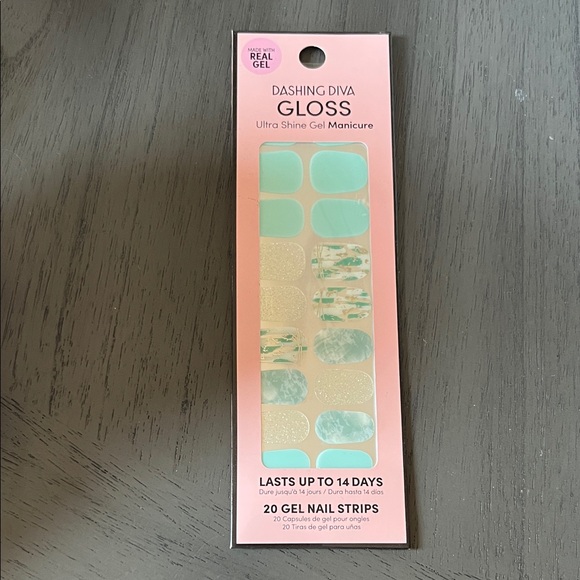 MADE WITH
REAL
GEL
DASHING DIVA
GLOSS
Ultra Shine Gel Manicure
LASTS UP TO 14 DAYS
Dure jusqu'à 14 jours / Dura hasta 14 días
20 GEL NAIL STRIPS
20 Capsules de gel pour ongles
20 Tiras de gel para uñas